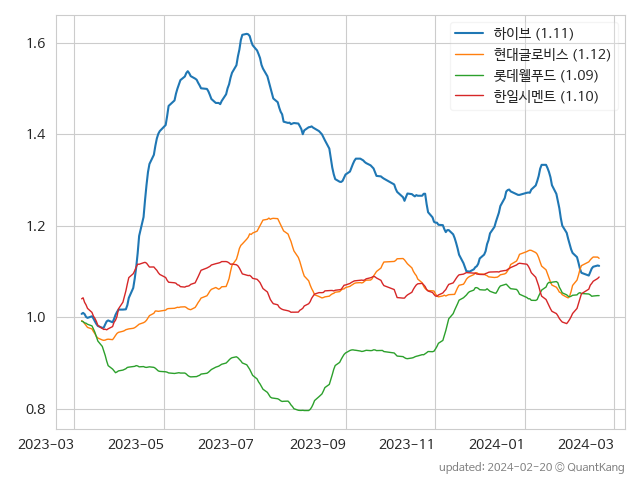 하이브 (1.11)
현대글로비스 (1.12)
롯데웰푸드 (1.09)
한일시멘트 (1.10)
1.6
1.4
1.2
1.0
0.8
2023-03 2023-05 2023-07 2023-09 2023-11 2024-01 2024-03
updated: 2024-02-20 © QuantKang